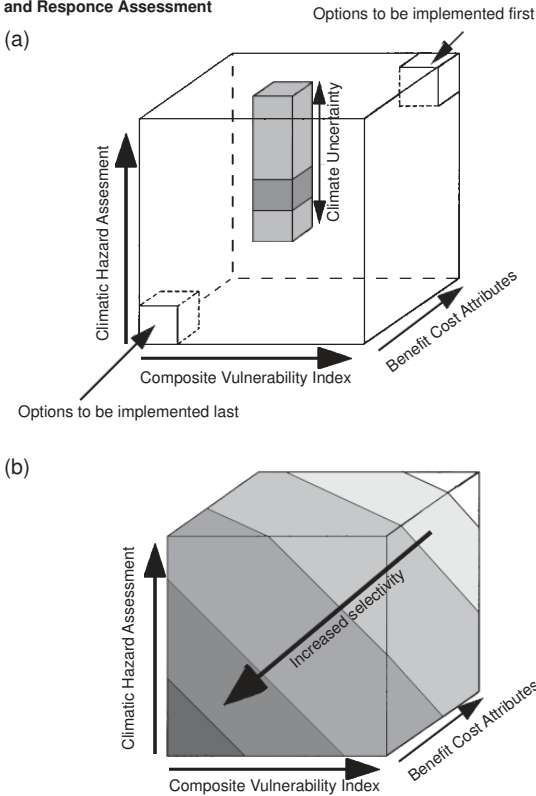 and Responce Assessment
Options to be implemented first
(a)
Climate Uncertainty
Climatic Hazard Assesment
Benefit Cost Attributes
Composite Vulnerability Index
Options to be implemented last
(b)
Climatic Hazard Assessment
Increased selectivity
Benefit Cost Attributes
Composite Vulnerability Index